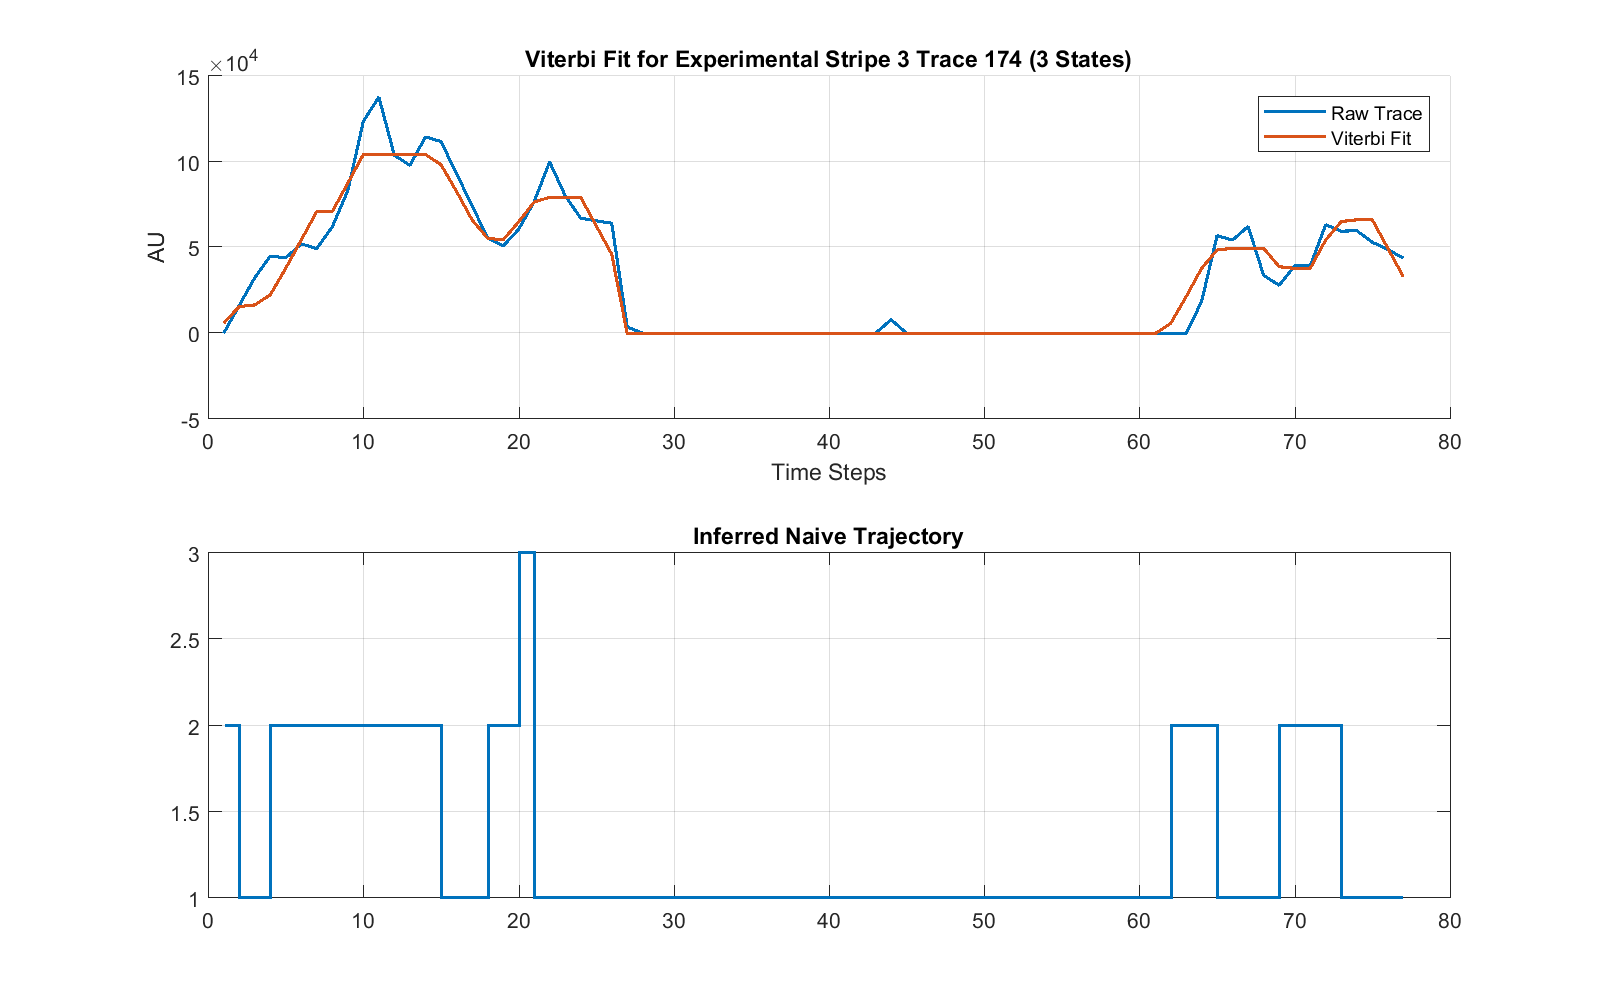 Viterbi Fit for Experimental Stripe 3 Trace 174 (3 States)
×10^4
15
10
5
0
-5
AU
Raw Trace
Viterbi Fit
0 10 20 30 40 50 60 70 80
Time Steps
Inferred Naive Trajectory
3
2.5
2
1.5
1
0 10 20 30 40 50 60 70 80